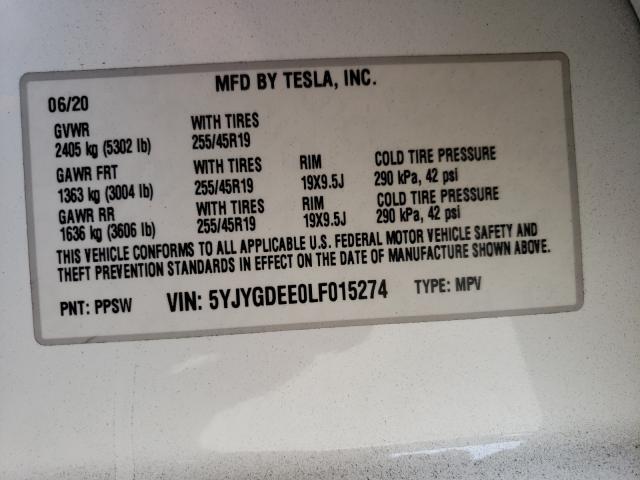 MFD BY TESLA, INC.
06/20
GVWR WITH TIRES
2405 kg (5302 lb) 255/45R19
GAWR FRT WITH TIRES RIM COLD TIRE PRESSURE
1363 kg (3004 lb) 255/45R19 19X9.5J 290 kPa, 42 psi
GAWR RR WITH TIRES RIM COLD TIRE PRESSURE
1636 kg (3606 lb) 255/45R19 19X9.5J 290 kPa, 42 psi
THIS VEHICLE CONFORMS TO ALL APPLICABLE U.S. FEDERAL MOTOR VEHICLE SAFETY AND
THEFT PREVENTION STANDARDS IN EFFECT ON THE DATE OF MANUFACTURE SHOWN ABOVE.
PNT: PPSW VIN: 5YJYGDEE0LF015274 TYPE: MPV